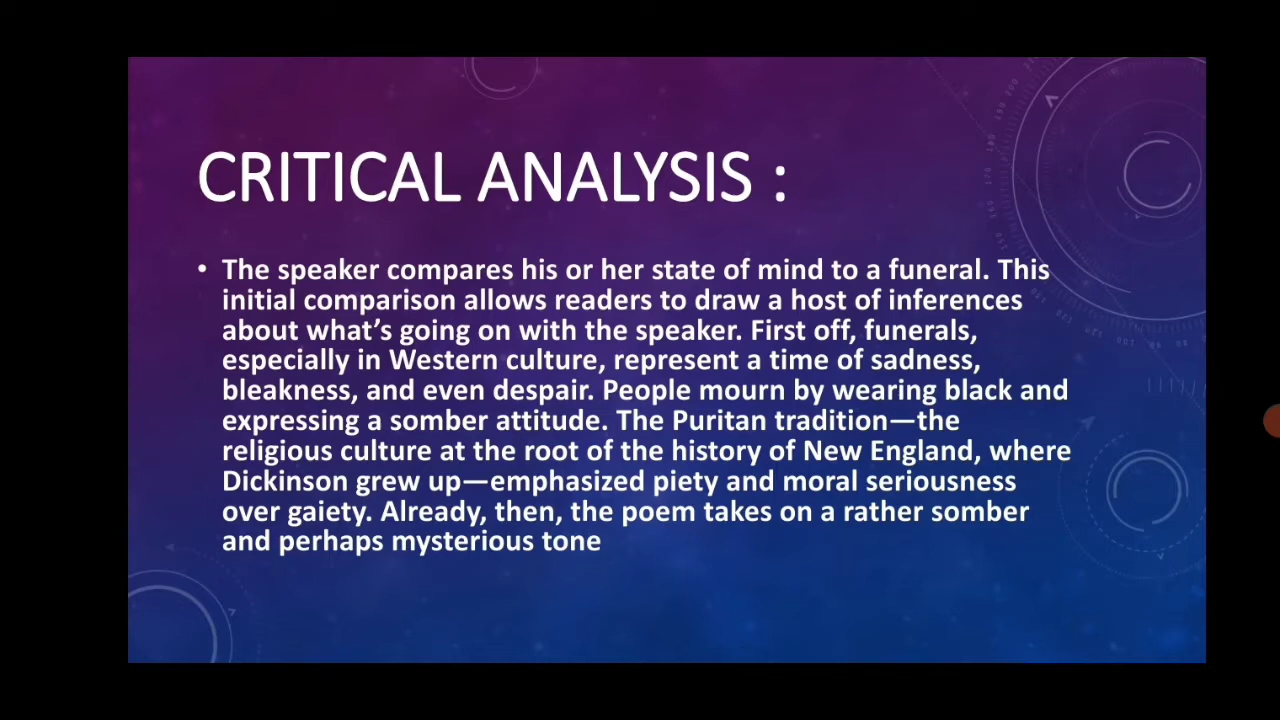 CRITICAL ANALYSIS :
• The speaker compares his or her state of mind to a funeral. This
initial comparison allows readers to draw a host of inferences
about what’s going on with the speaker. First off, funerals,
especially in Western culture, represent a time of sadness,
bleakness, and even despair. People mourn by wearing black and
expressing a somber attitude. The Puritan tradition—the
religious culture at the root of the history of New England, where
Dickinson grew up—emphasized piety and moral seriousness
over gaiety. Already, then, the poem takes on a rather somber
and perhaps mysterious tone